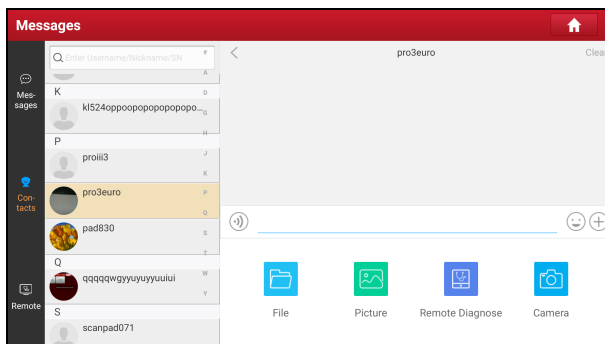 Messages
Mes-
sages
Con-
tacts
Remote
Enter Username/Nickname/SN
K
kl524oppoopopopopopopo...
P
proiii3
pro3euro
pad830
Q
qqqqqwgyyuyuyyuuiui
S
scanpad071
#
A
D
G
H
J
K
P
Q
S
T
W
Y
pro3euro
Clea
File
Picture
Remote Diagnose
Camera